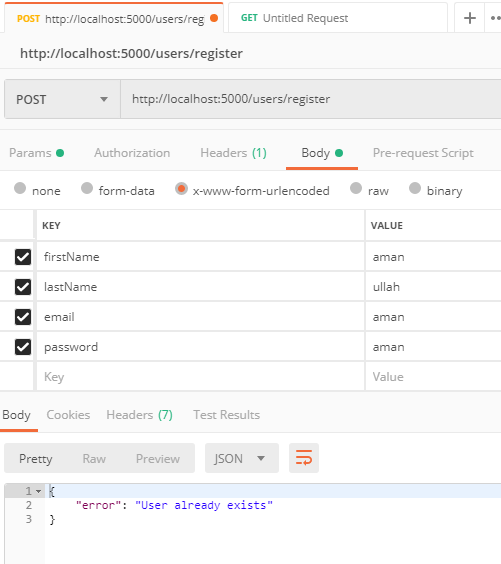 POST http://localhost:5000/users/reg GET Untitled Request
http://localhost:5000/users/register
POST http://localhost:5000/users/register
Params Authorization Headers (1) Body Pre-request Script
none form-data x-www-form-urlencoded raw binary
KEY VALUE
firstName aman
lastName ullah
email aman
password aman
Key Value
Body Cookies Headers (7) Test Results
Pretty Raw Preview JSON
1 {
2 "error": "User already exists"
3 }